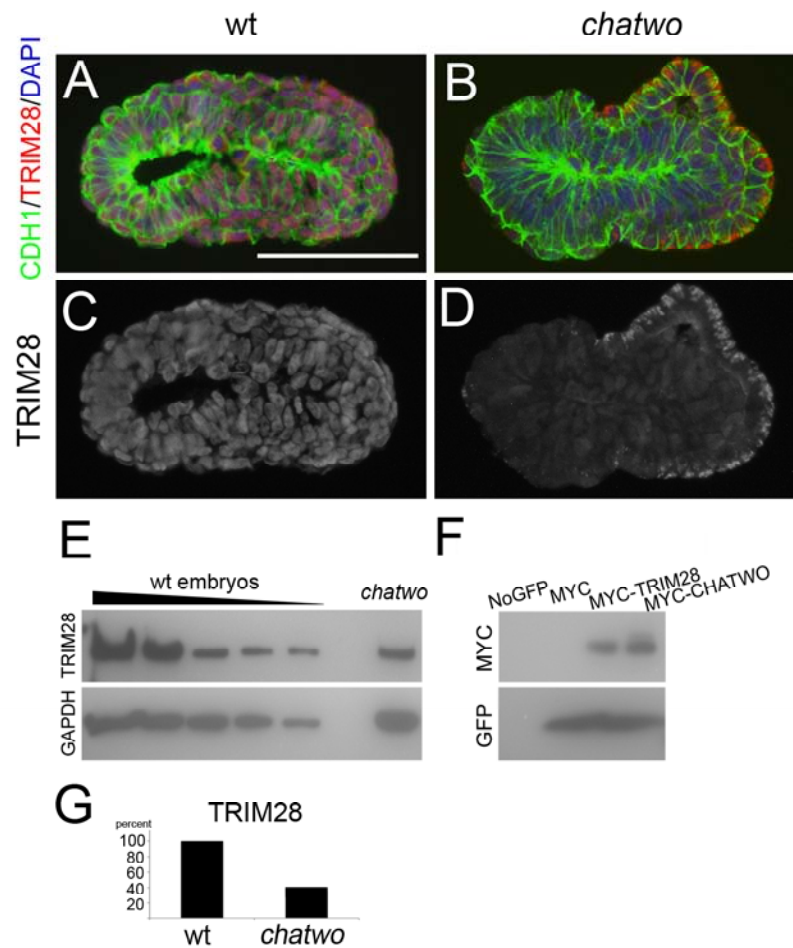 wt chatwo
CDH1/TRIM28/DAPI
A B
TRIM28
C D
E
wt embryos chatwo
TRIM28
GAPDH
F
NoGFP MYC MYC-TRIM28 MYC-CHATWO
MYC
GFP
G TRIM28
percent
100
80
60
40
20
wt chatwo